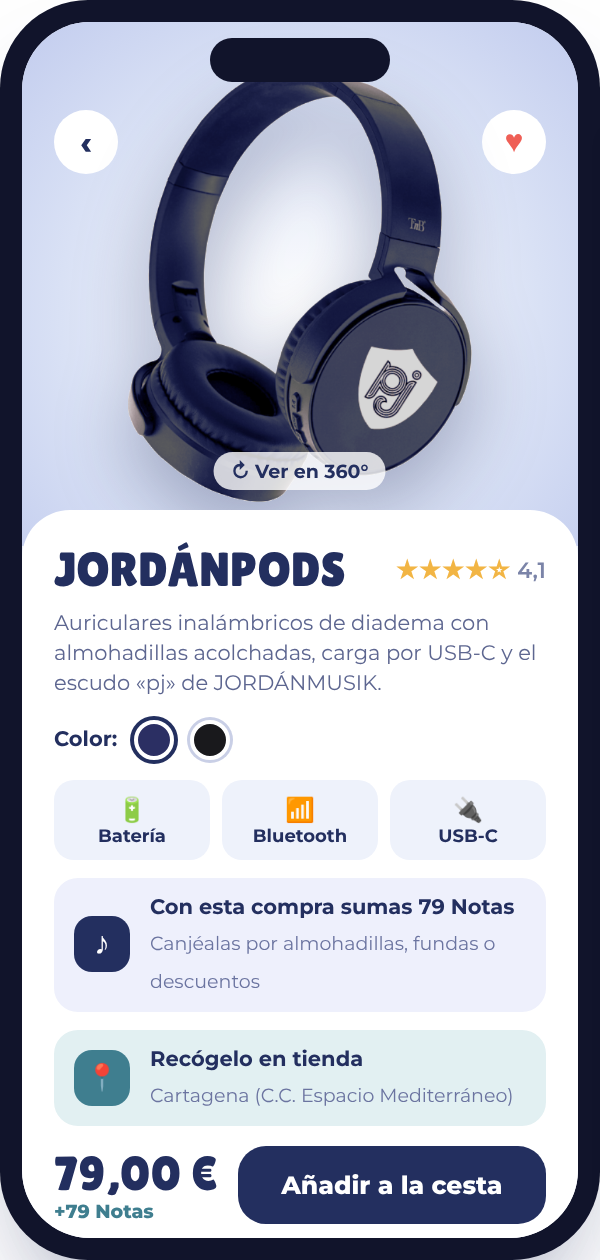 TnB
pj
↻ Ver en 360°
JORDÁNPODS
★★★★☆ 4,1
Auriculares inalámbricos de diadema con
almohadillas acolchadas, carga por USB-C y el
escudo «pj» de JORDÁNMUSIK.
Color:
Batería
Bluetooth
USB-C
Con esta compra sumas 79 Notas
Canjéalas por almohadillas, fundas o
descuentos
Recógelo en tienda
Cartagena (C.C. Espacio Mediterráneo)
79,00 €
+79 Notas
Añadir a la cesta